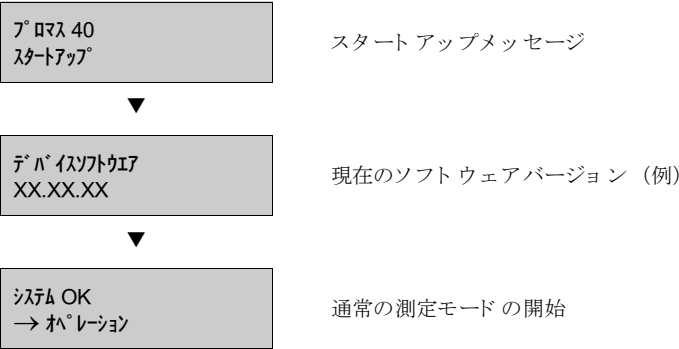 ﾌﾟﾛﾏｽ 40
ｽﾀｰﾄｱｯﾌﾟ
スタートアップメッセージ
▼
ﾃﾞﾊﾞｲｽｿﾌﾄｳｴｱ
XX.XX.XX
現在のソフトウェアバージョン (例)
▼
ｼｽﾃﾑ OK
→ ｵﾍﾟﾚｰｼｮﾝ
通常の測定モードの開始